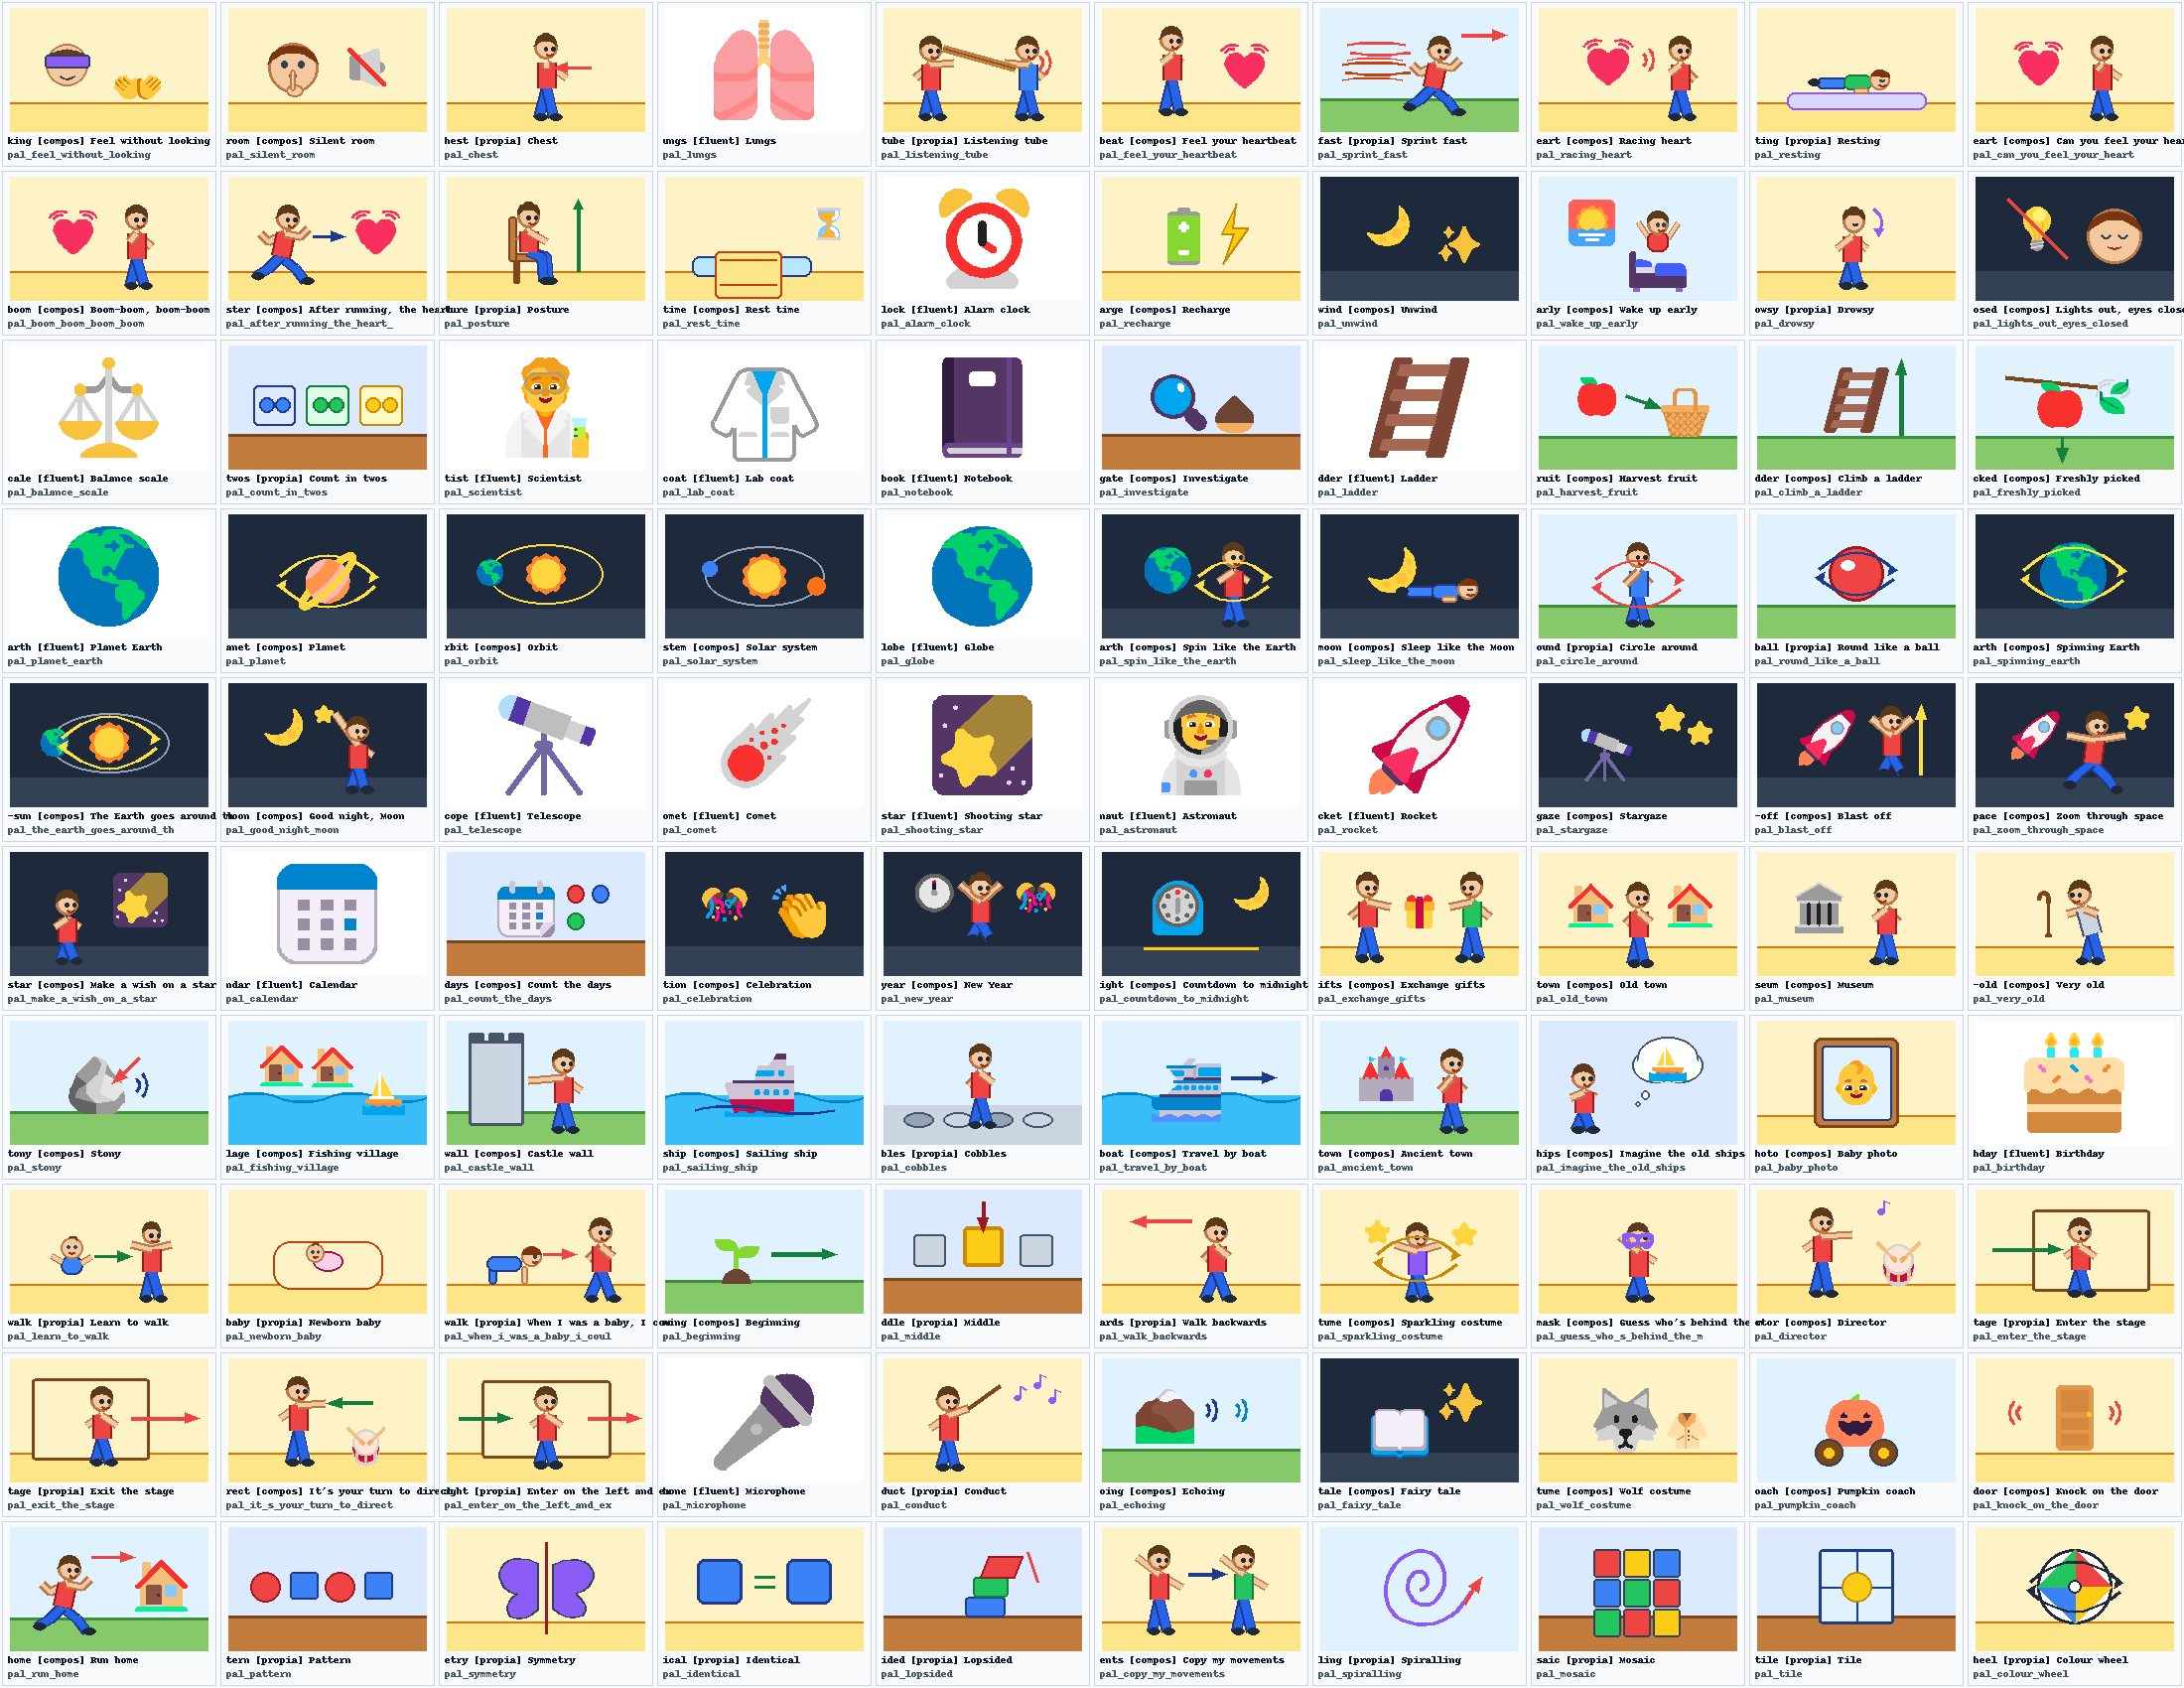 king [compos] Feel without looking
pal_feel_without_looking
room [compos] Silent room
pal_silent_room
hest [propia] Chest
pal_chest
ungs [fluent] Lungs
pal_lungs
tube [propia] Listening tube
pal_listening_tube
beat [compos] Feel your heartbeat
pal_feel_your_heartbeat
fast [propia] Sprint fast
pal_sprint_fast
eart [compos] Racing heart
pal_racing_heart
ting [propia] Resting
pal_resting
eart [compos] Can you feel your hear
pal_can_you_feel_your_heart
boom [compos] Boom-boom, boom-boom
pal_boom_boom_boom_boom
ster [compos] After running, the heart
pal_after_running_the_heart_
ture [propia] Posture
pal_posture
time [compos] Rest time
pal_rest_time
lock [fluent] Alarm clock
pal_alarm_clock
arge [compos] Recharge
pal_recharge
wind [compos] Unwind
pal_unwind
arly [compos] Wake up early
pal_wake_up_early
owsy [propia] Drowsy
pal_drowsy
osed [compos] Lights out, eyes close
pal_lights_out_eyes_closed
cale [fluent] Balance scale
pal_balance_scale
twos [propia] Count in twos
pal_count_in_twos
tist [fluent] Scientist
pal_scientist
coat [fluent] Lab coat
pal_lab_coat
book [fluent] Notebook
pal_notebook
gate [compos] Investigate
pal_investigate
dder [fluent] Ladder
pal_ladder
ruit [compos] Harvest fruit
pal_harvest_fruit
dder [compos] Climb a ladder
pal_climb_a_ladder
cked [compos] Freshly picked
pal_freshly_picked
arth [fluent] Planet Earth
pal_planet_earth
anet [compos] Planet
pal_planet
rbit [compos] Orbit
pal_orbit
stem [compos] Solar system
pal_solar_system
lobe [fluent] Globe
pal_globe
arth [compos] Spin like the Earth
pal_spin_like_the_earth
moon [compos] Sleep like the Moon
pal_sleep_like_the_moon
ound [propia] Circle around
pal_circle_around
ball [propia] Round like a ball
pal_round_like_a_ball
arth [compos] Spinning Earth
pal_spinning_earth
-sun [compos] The Earth goes around th
pal_the_earth_goes_around_th
moon [compos] Good night, Moon
pal_good_night_moon
cope [fluent] Telescope
pal_telescope
omet [fluent] Comet
pal_comet
star [fluent] Shooting star
pal_shooting_star
naut [fluent] Astronaut
pal_astronaut
cket [fluent] Rocket
pal_rocket
gaze [compos] Stargaze
pal_stargaze
-off [compos] Blast off
pal_blast_off
pace [compos] Zoom through space
pal_zoom_through_space
star [compos] Make a wish on a star
pal_make_a_wish_on_a_star
ndar [fluent] Calendar
pal_calendar
days [compos] Count the days
pal_count_the_days
tion [compos] Celebration
pal_celebration
year [compos] New Year
pal_new_year
ight [compos] Countdown to midnight
pal_countdown_to_midnight
ifts [compos] Exchange gifts
pal_exchange_gifts
town [compos] Old town
pal_old_town
seum [compos] Museum
pal_museum
-old [compos] Very old
pal_very_old
tony [compos] Stony
pal_stony
lage [compos] Fishing village
pal_fishing_village
wall [compos] Castle wall
pal_castle_wall
ship [compos] Sailing ship
pal_sailing_ship
bles [propia] Cobbles
pal_cobbles
boat [compos] Travel by boat
pal_travel_by_boat
town [compos] Ancient town
pal_ancient_town
hips [compos] Imagine the old ships
pal_imagine_the_old_ships
hoto [compos] Baby photo
pal_baby_photo
hday [fluent] Birthday
pal_birthday
walk [propia] Learn to walk
pal_learn_to_walk
baby [propia] Newborn baby
pal_newborn_baby
walk [propia] When I was a baby, I cou
pal_when_i_was_a_baby_i_coul
ning [compos] Beginning
pal_beginning
ddle [propia] Middle
pal_middle
ards [propia] Walk backwards
pal_walk_backwards
tume [compos] Sparkling costume
pal_sparkling_costume
mask [compos] Guess who's behind the
pal_guess_who_s_behind_the_m
ctor [compos] Director
pal_director
tage [propia] Enter the stage
pal_enter_the_stage
tage [propia] Exit the stage
pal_exit_the_stage
rect [compos] It's your turn to direc
pal_it_s_your_turn_to_direct
ight [propia] Enter on the left and ex
pal_enter_on_the_left_and_ex
hone [fluent] Microphone
pal_microphone
duct [propia] Conduct
pal_conduct
oing [compos] Echoing
pal_echoing
tale [compos] Fairy tale
pal_fairy_tale
tume [compos] Wolf costume
pal_wolf_costume
oach [compos] Pumpkin coach
pal_pumpkin_coach
door [compos] Knock on the door
pal_knock_on_the_door
home [compos] Run home
pal_run_home
tern [propia] Pattern
pal_pattern
etry [propia] Symmetry
pal_symmetry
ical [propia] Identical
pal_identical
ided [propia] Lopsided
pal_lopsided
ents [compos] Copy my movements
pal_copy_my_movements
ling [propia] Spiralling
pal_spiralling
saic [propia] Mosaic
pal_mosaic
tile [propia] Tile
pal_tile
heel [propia] Colour wheel
pal_colour_wheel